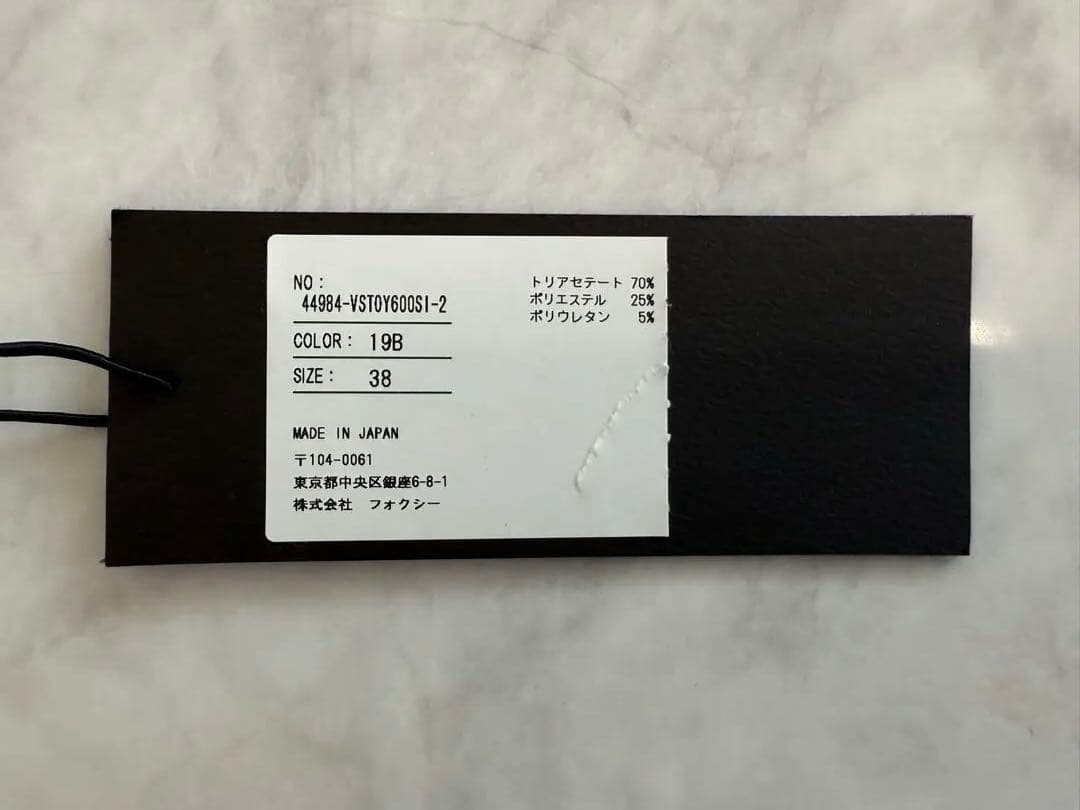 NO:
44984-VST0Y600SI-2
COLOR: 19B
SIZE: 38
トリアセテート 70%
ポリエステル 25%
ポリウレタン 5%
MADE IN JAPAN
〒104-0061
東京都中央区銀座6-8-1
株式会社 フォクシー